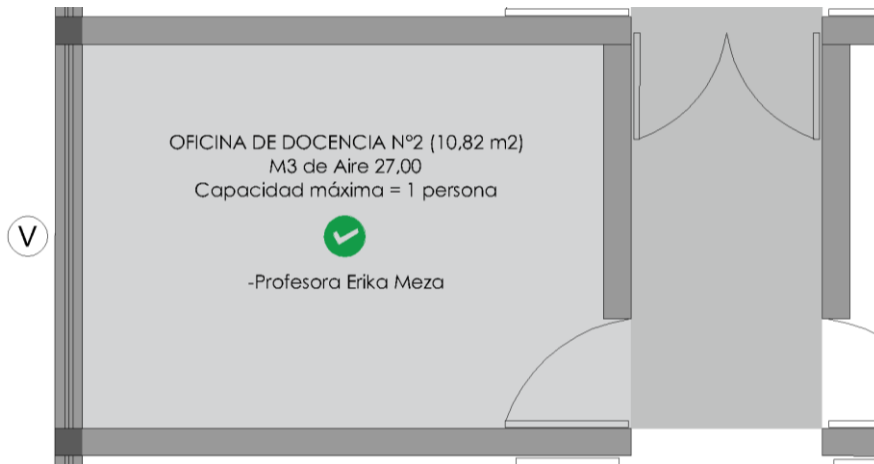 OFICINA DE DOCENCIA Nº2 (10,82 m2)
M3 de Aire 27,00
Capacidad máxima = 1 persona
V
-Profesora Erika Meza